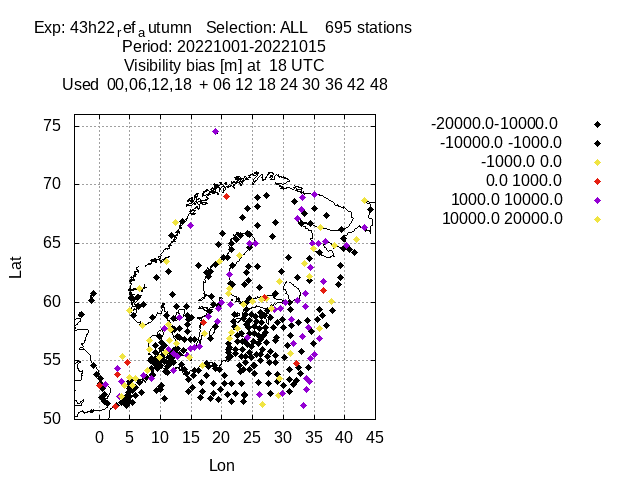 Exp: 43h22ref autumn   Selection: ALL    695 stations
Period: 20221001-20221015
Visibility bias [m] at  18 UTC
Used  00,06,12,18  + 06 12 18 24 30 36 42 48
-20000.0-10000.0
-10000.0 -1000.0
-1000.0 0.0
0.0 1000.0
1000.0 10000.0
10000.0 20000.0
75
70
65
60
55
50
Lat
0 5 10 15 20 25 30 35 40 45
Lon